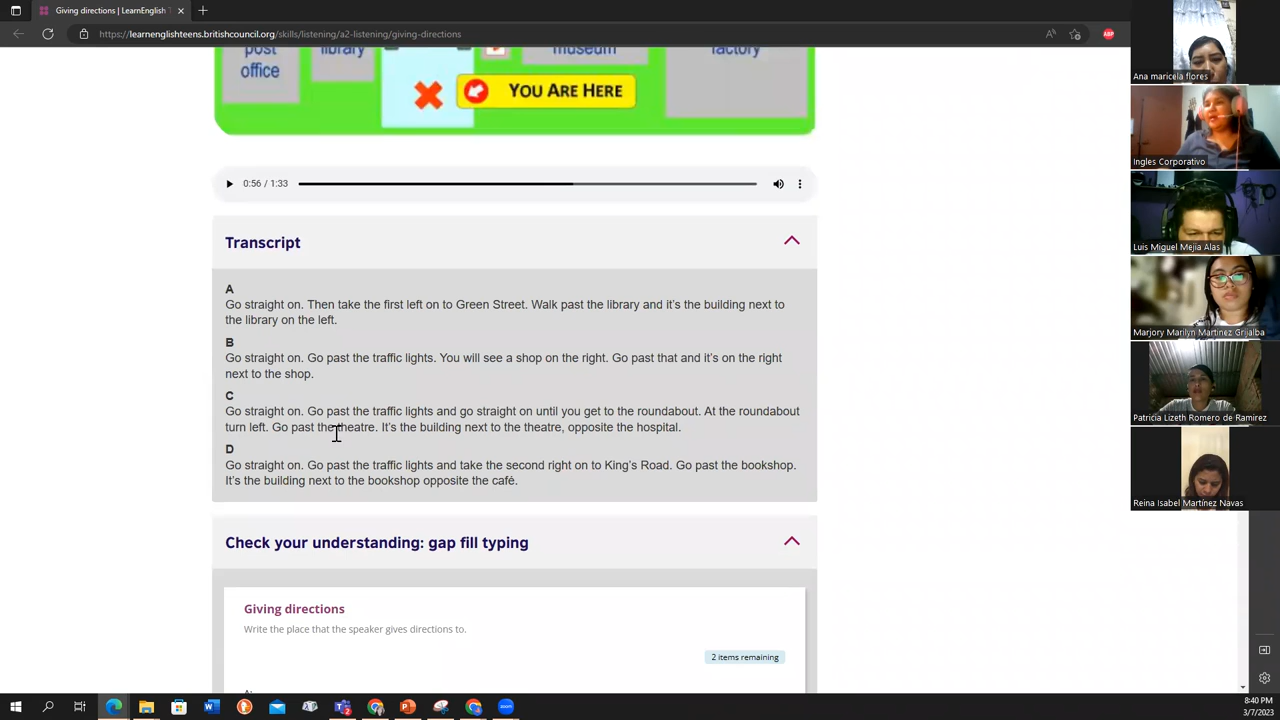 Giving directions | LearnEnglish T
https://learnenglishteens.britishcouncil.org/skills/listening/a2-listening/giving-directions
ABP
post office
library
museum
factory
YOU ARE HERE
0:56 / 1:33
Transcript
A
Go straight on. Then take the first left on to Green Street. Walk past the library and it's the building next to
the library on the left.
B
Go straight on. Go past the traffic lights. You will see a shop on the right. Go past that and it's on the right
next to the shop.
C
Go straight on. Go past the traffic lights and go straight on until you get to the roundabout. At the roundabout
turn left. Go past the theatre. It's the building next to the theatre, opposite the hospital.
D
Go straight on. Go past the traffic lights and take the second right on to King's Road. Go past the bookshop.
It's the building next to the bookshop opposite the café.
Check your understanding: gap fill typing
Giving directions
Write the place that the speaker gives directions to.
2 items remaining
Ana maricela flores
Ingles Corporativo
Luis Miguel Mejia Alas
Marjory Marilyn Martinez Grijalba
Patricia Lizeth Romero de Ramirez
Reina Isabel Martínez Navas
8:40 PM
3/7/2023